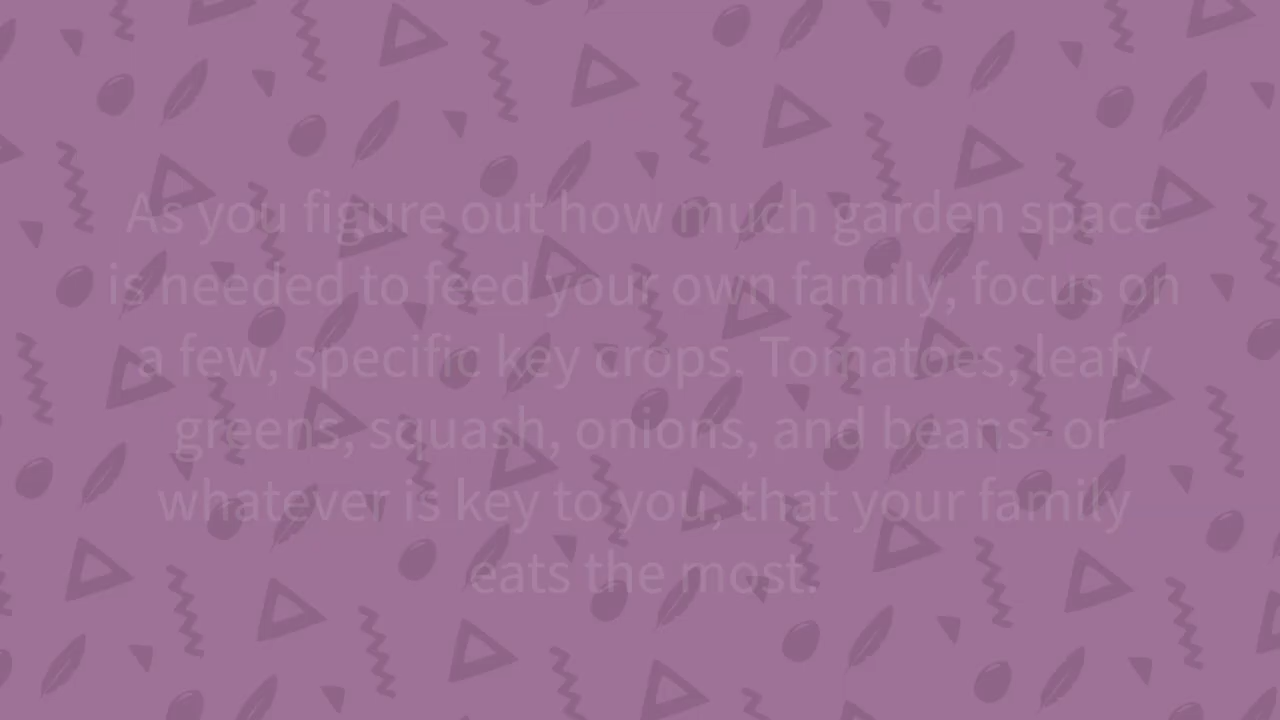 As you figure out how much garden space
is needed to feed your own family, focus on
a few, specific key crops. Tomatoes, leafy
greens, squash, onions, and beans- or
whatever is key to you, that your family
eats the most.